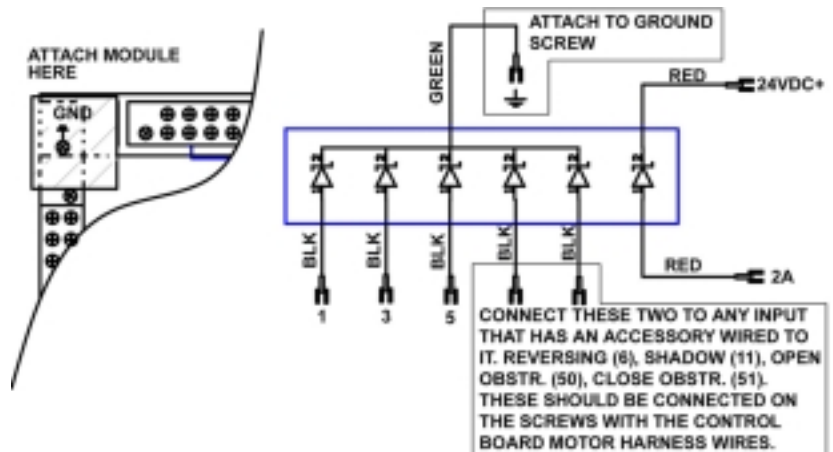 ATTACH MODULE
HERE
GND
ATTACH TO GROUND
SCREW
GREEN
RED
24VDC+
BLK
BLK
BLK
BLK
BLK
RED
2A
1
3
5
CONNECT THESE TWO TO ANY INPUT
THAT HAS AN ACCESSORY WIRED TO
IT. REVERSING (6), SHADOW (11), OPEN
OBSTR. (50), CLOSE OBSTR. (51).
THESE SHOULD BE CONNECTED ON
THE SCREWS WITH THE CONTROL
BOARD MOTOR HARNESS WIRES.